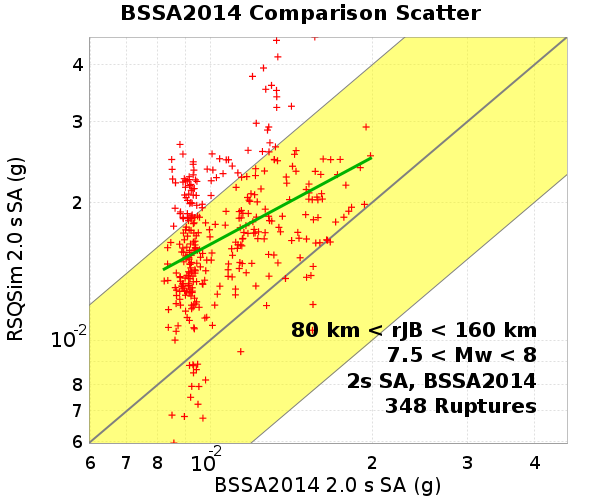 BSSA2014 Comparison Scatter
RSQSim 2.0 s SA (g)
4
3
2
10-2
8
7
6
80 km < rJB < 160 km
7.5 < Mw < 8
2s SA, BSSA2014
348 Ruptures
6 7 8 10-2 2 3 4
BSSA2014 2.0 s SA (g)